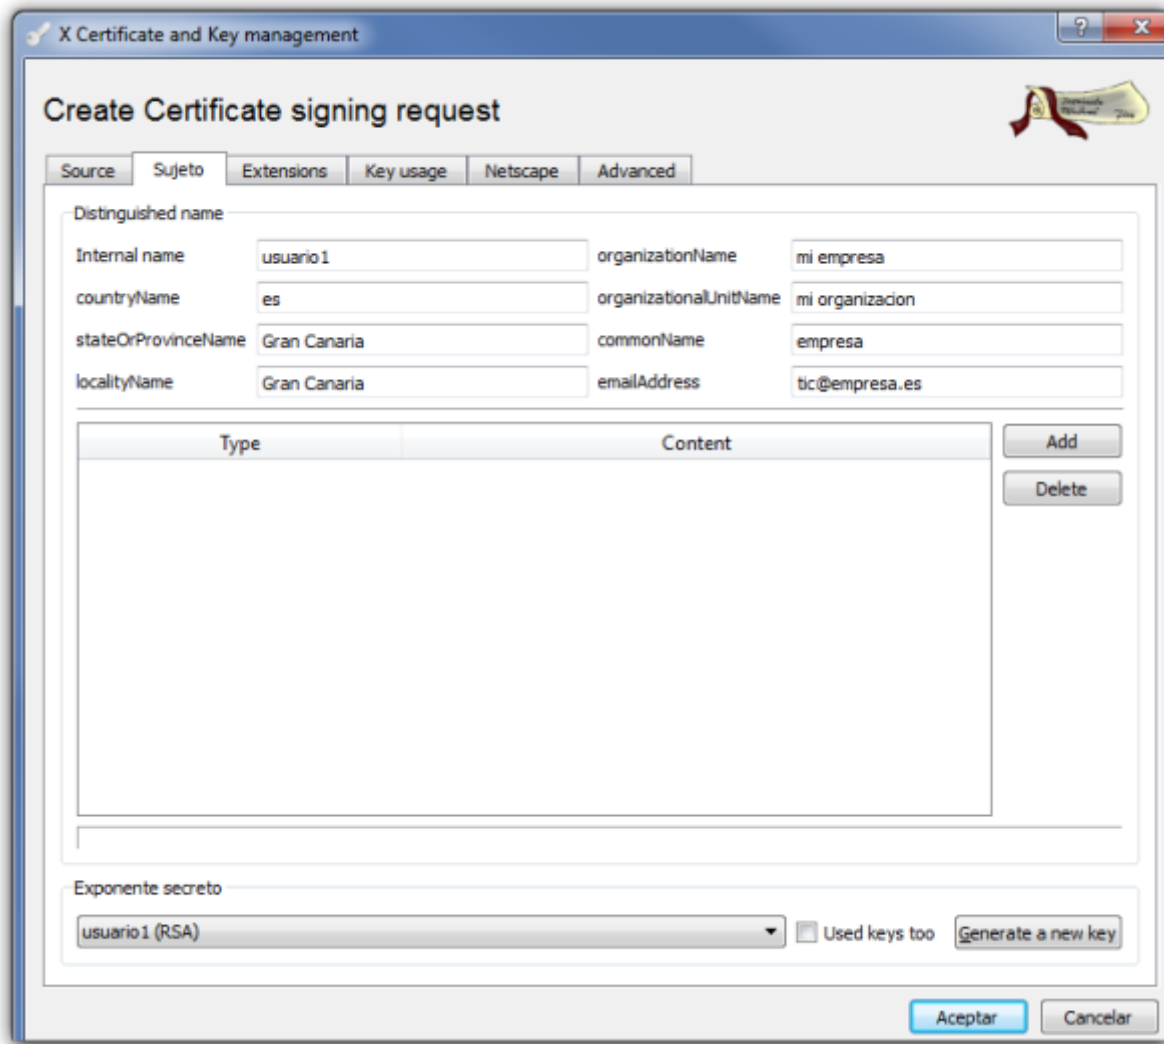 X Certificate and Key management
Create Certificate signing request
Source Sujeto Extensions Key usage Netscape Advanced
Distinguished name
Internal name usuario1 organizationName mi empresa
countryName es organizationalUnitName mi organizacion
stateOrProvinceName Gran Canaria commonName empresa
localityName Gran Canaria emailAddress tic@empresa.es
Type Content Add
Delete
Exponente secreto
usuario1 (RSA) Used keys too Generate a new key
Aceptar Cancelar